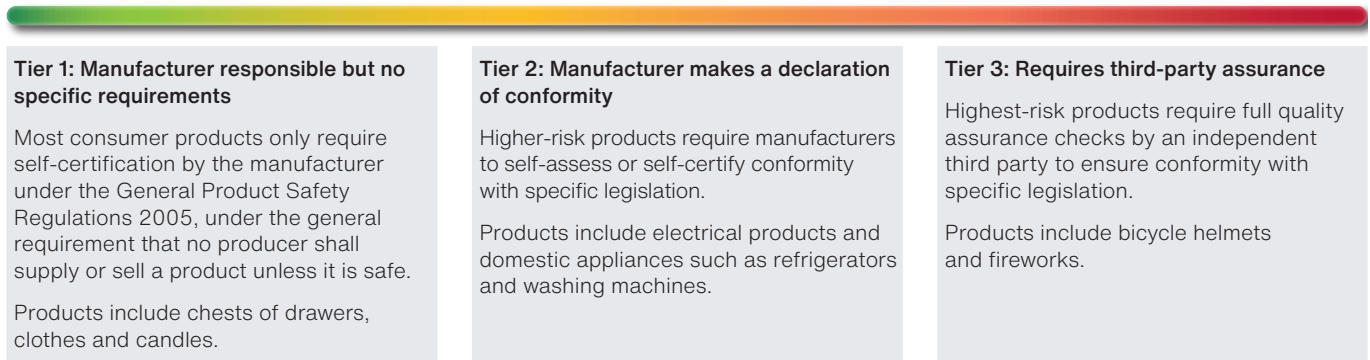 Tier 1: Manufacturer responsible but no
specific requirements
Most consumer products only require
self-certification by the manufacturer
under the General Product Safety
Regulations 2005, under the general
requirement that no producer shall
supply or sell a product unless it is safe.
Products include chests of drawers,
clothes and candles.
Tier 2: Manufacturer makes a declaration
of conformity
Higher-risk products require manufacturers
to self-assess or self-certify conformity
with specific legislation.
Products include electrical products and
domestic appliances such as refrigerators
and washing machines.
Tier 3: Requires third-party assurance
Highest-risk products require full quality
assurance checks by an independent
third party to ensure conformity with
specific legislation.
Products include bicycle helmets
and fireworks.